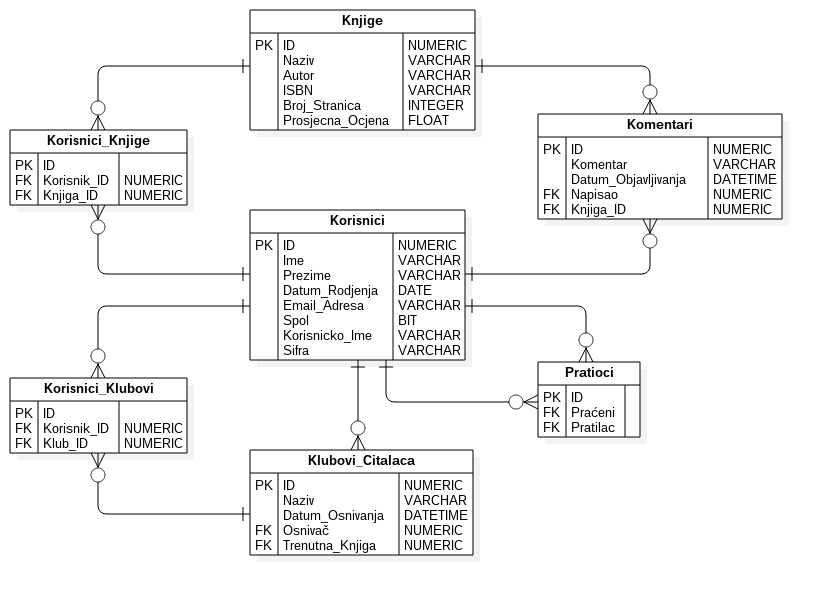 Knjige
PK ID NUMERIC
Naziv VARCHAR
Autor VARCHAR
ISBN VARCHAR
Broj_Stranica INTEGER
Prosjecna_Ocjena FLOAT
Komentari
PK ID NUMERIC
Komentar VARCHAR
Datum_Objavljivanja DATETIME
FK Napisao NUMERIC
FK Knjiga_ID NUMERIC
Korisnici_Knjige
PK ID
FK Korisnik_ID NUMERIC
FK Knjiga_ID NUMERIC
Korisnici
PK ID NUMERIC
Ime VARCHAR
Prezime VARCHAR
Datum_Rodjenja DATE
Email_Adresa VARCHAR
Spol BIT
Korisnicko_Ime VARCHAR
Sifra VARCHAR
Pratioci
PK ID
FK Praćeni
FK Pratilac
Korisnici_Klubovi
PK ID
FK Korisnik_ID NUMERIC
FK Klub_ID NUMERIC
Klubovi_Citalaca
PK ID NUMERIC
Naziv VARCHAR
Datum_Osnivanja DATETIME
FK Osnivač NUMERIC
FK Trenutna_Knjiga NUMERIC